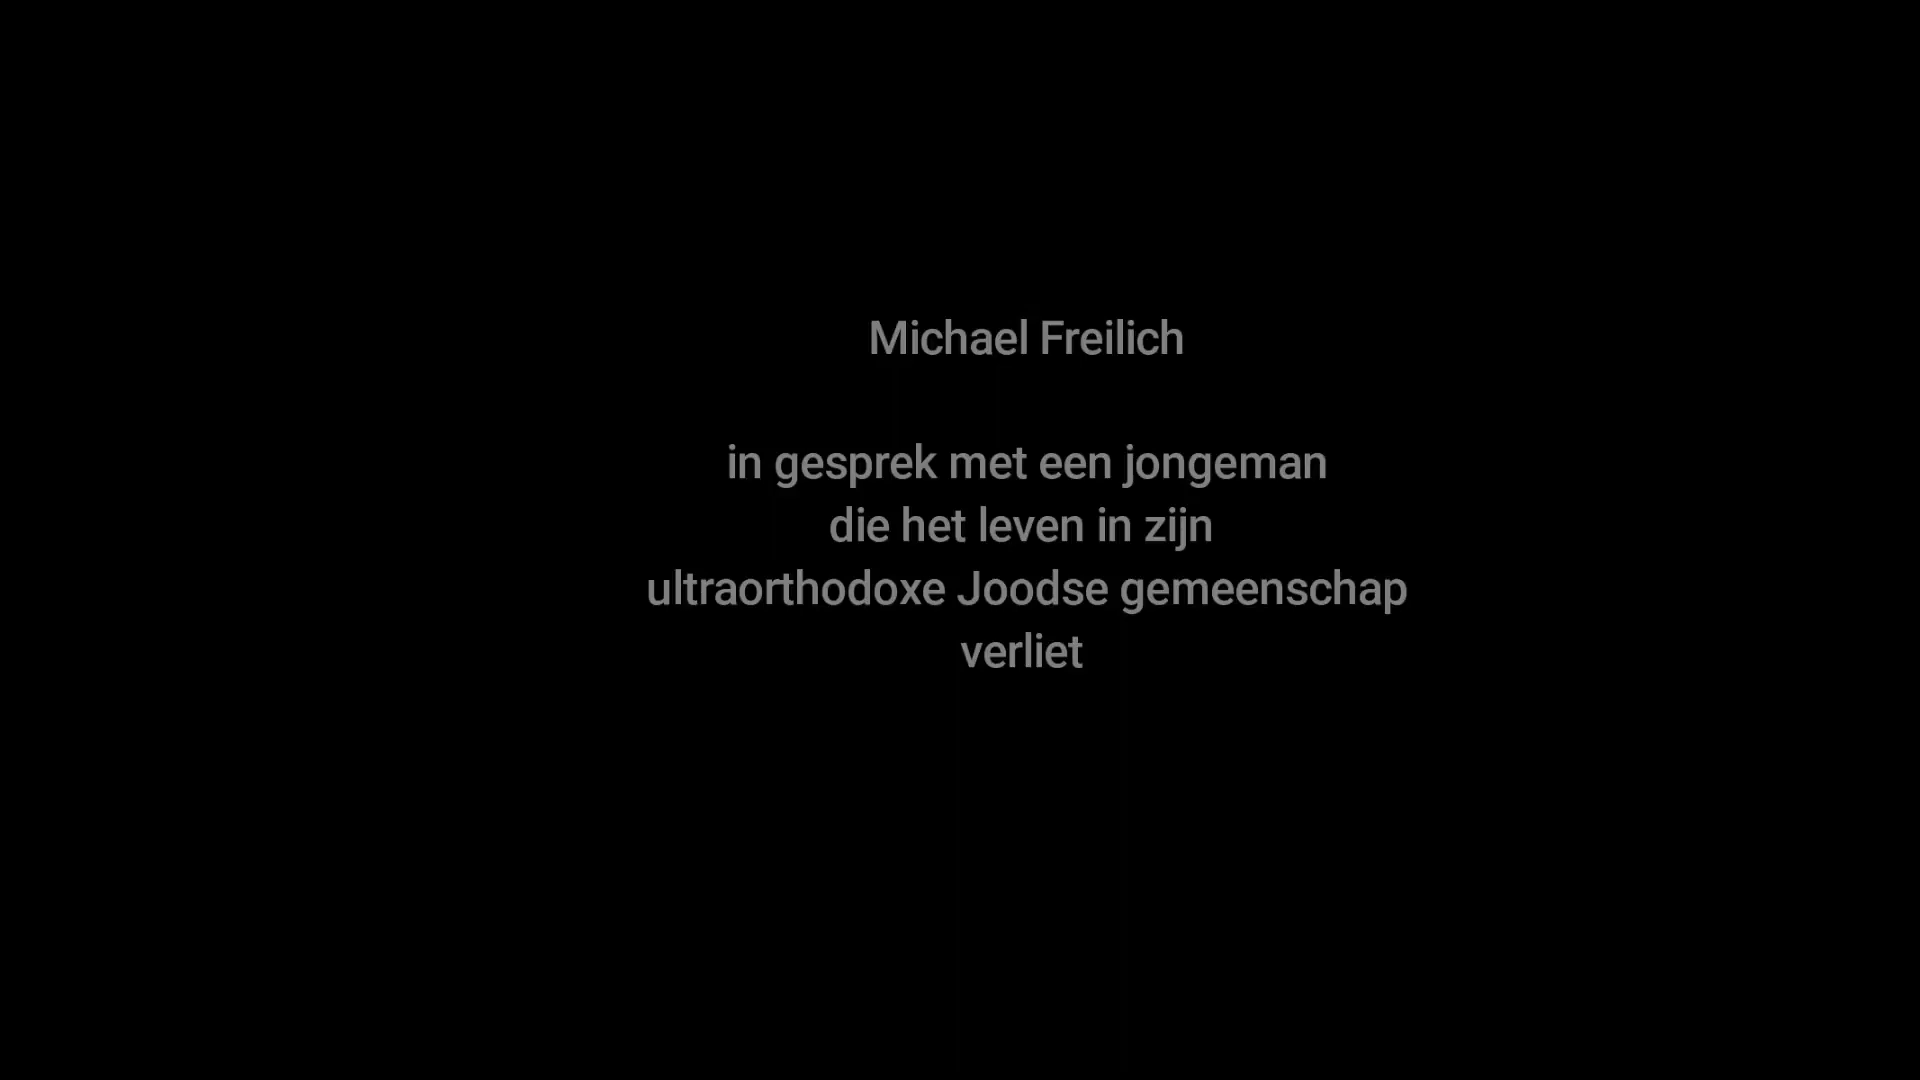 Michael Freilich
in gesprek met een jongeman
die het leven in zijn
ultraorthodoxe Joodse gemeenschap
verliet